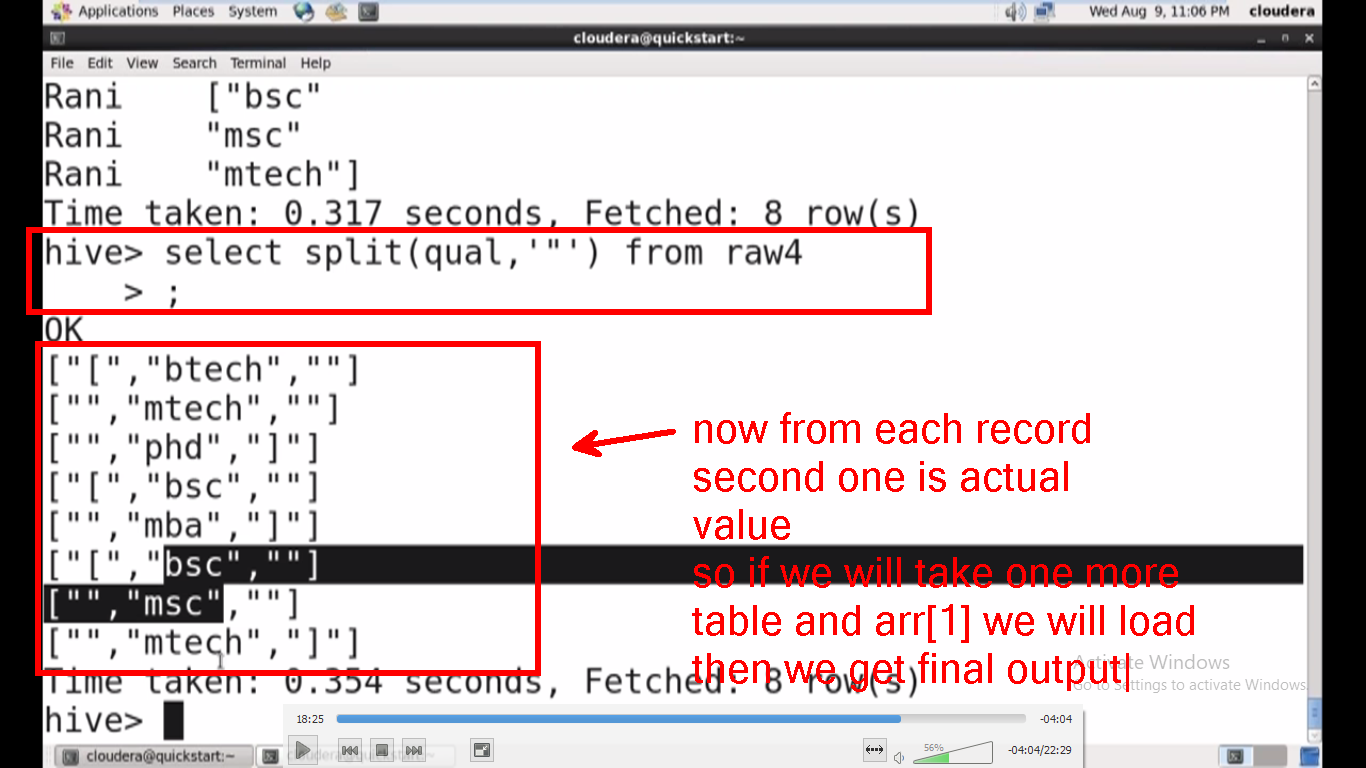 Applications Places System Wed Aug 9, 11:06 PM cloudera
cloudera@quickstart:~
File Edit View Search Terminal Help
Rani ["bsc"
Rani "msc"
Rani "mtech"]
Time taken: 0.317 seconds, Fetched: 8 row(s)
hive> select split(qual,'"') from raw4
> ;
OK
["[","btech",""]
["","mtech",""]
["","phd","]"]
["[","bsc",""]
["","mba","]"]
["[","bsc",""]
["","msc",""]
["","mtech","]"]
Time taken: 0.354 seconds, Fetched: 8 row(s)
hive>
now from each record
second one is actual
value
so if we will take one more
table and arr[1] we will load
then we get final output
Activate Windows
Go to Settings to activate Windows.
18:25 -04:04
56% -04:04/22:29
cloudera@quickstart:~ cloudera@quickstart:~